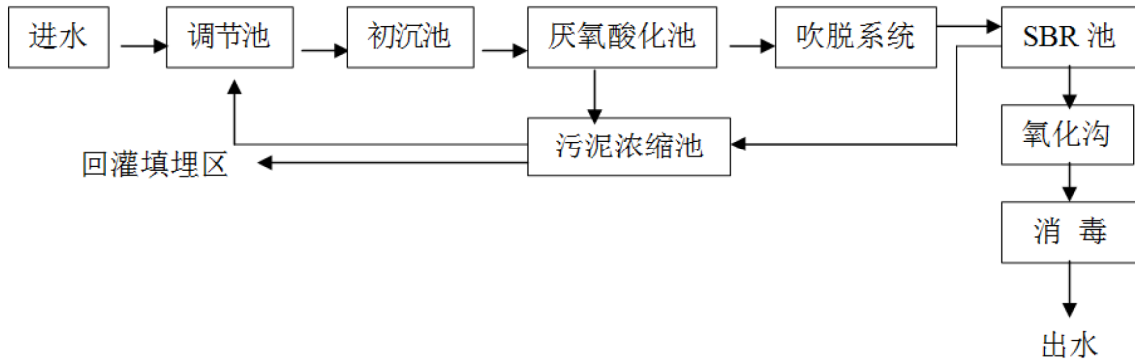 进水
调节池
初沉池
厌氧酸化池
吹脱系统
SBR 池
污泥浓缩池
氧化沟
回灌填埋区
消 毒
出水